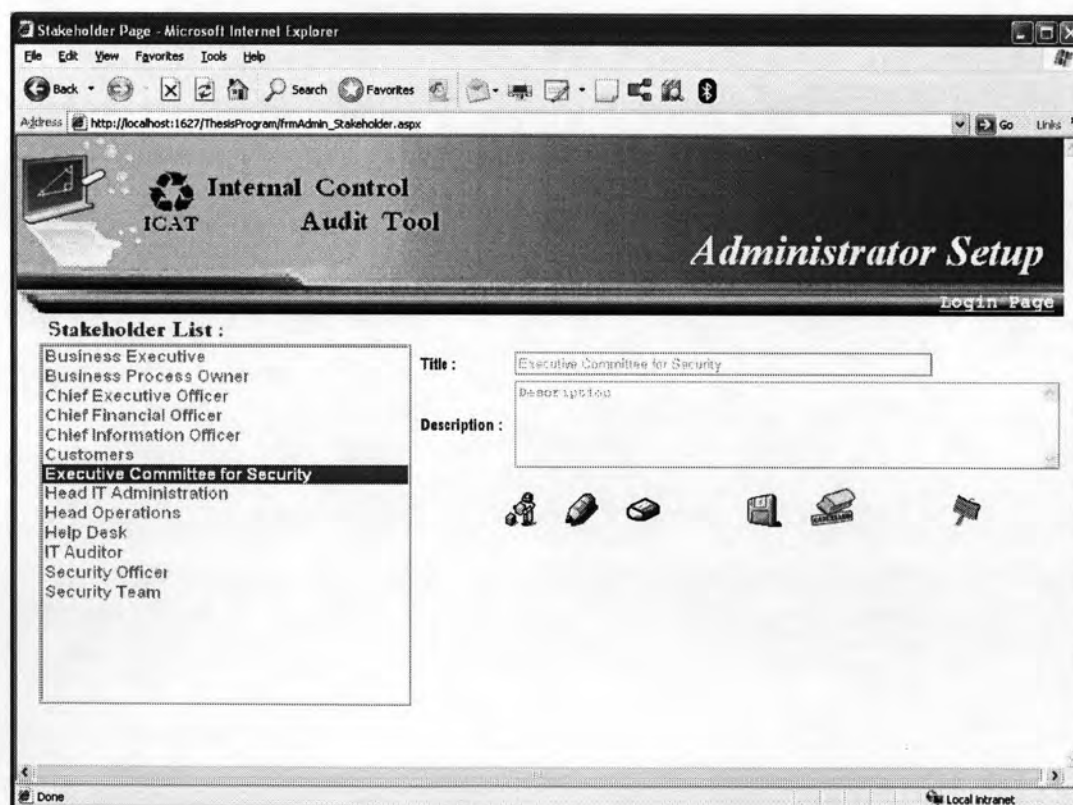 Stakeholder Page - Microsoft Internet Explorer
File Edit View Favorites Tools Help
Back Search Favorites
Address http://localhost:1627/ThesisProgram/frmAdmin_Stakeholder.aspx Go Links
Internal Control
ICAT Audit Tool
Administrator Setup
Login Page
Stakeholder List :
Business Executive
Business Process Owner
Chief Executive Officer
Chief Financial Officer
Chief Information Officer
Customers
Executive Committee for Security
Head IT Administration
Head Operations
Help Desk
IT Auditor
Security Officer
Security Team
Title : Executive Committee for Security
Description
Description :
CANCELLED
Done Local intranet